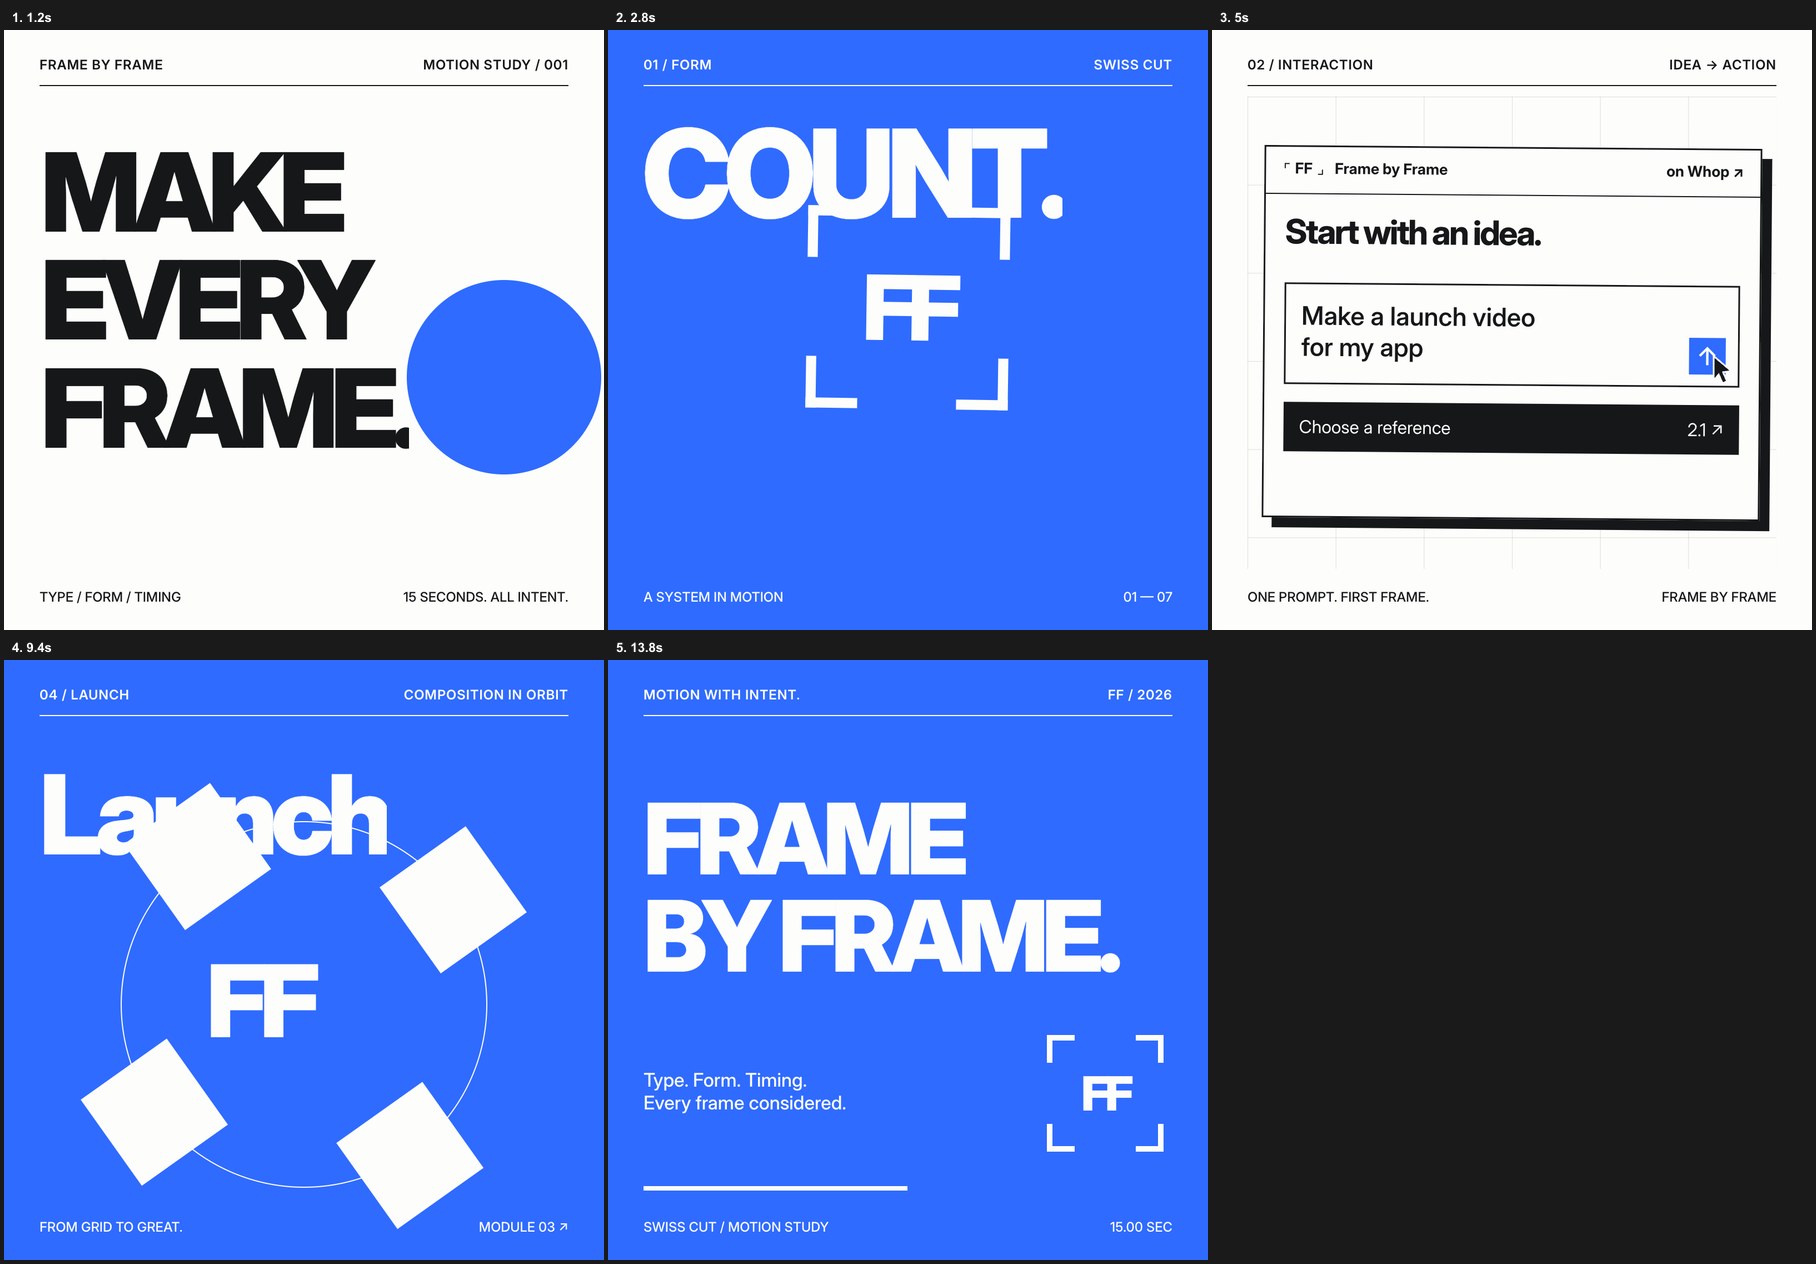 1. 1.2s
FRAME BY FRAME
MOTION STUDY / 001
MAKE
EVERY
FRAME.
TYPE / FORM / TIMING
15 SECONDS. ALL INTENT.
2. 2.8s
01 / FORM
SWISS CUT
COUNT.
FF
A SYSTEM IN MOTION
01 — 07
3. 5s
02 / INTERACTION
IDEA → ACTION
FF
Frame by Frame
on Whop ↗
Start with an idea.
Make a launch video
for my app
Choose a reference
2.1 ↗
ONE PROMPT. FIRST FRAME.
FRAME BY FRAME
4. 9.4s
04 / LAUNCH
COMPOSITION IN ORBIT
Launch
FF
FROM GRID TO GREAT.
MODULE 03 ↗
5. 13.8s
MOTION WITH INTENT.
FF / 2026
FRAME
BY FRAME.
Type. Form. Timing.
Every frame considered.
FF
SWISS CUT / MOTION STUDY
15.00 SEC